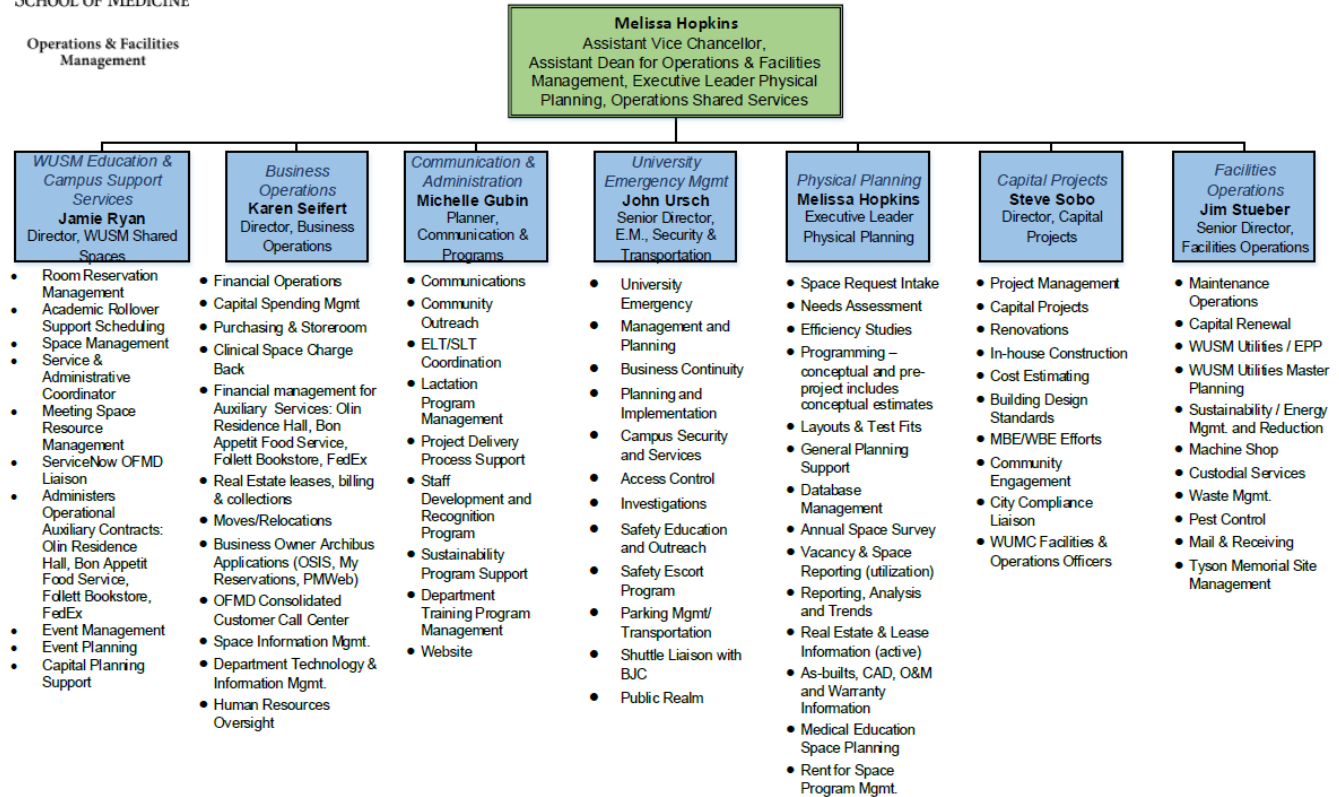 SCHOOL OF MEDICINE
Operations & Facilities
Management
Melissa Hopkins
Assistant Vice Chancellor,
Assistant Dean for Operations & Facilities
Management, Executive Leader Physical
Planning, Operations Shared Services
WUSM Education &
Campus Support
Services
Jamie Ryan
Director, WUSM Shared
Spaces
• Room Reservation
Management
• Academic Rollover
Support Scheduling
• Space Management
• Service &
Administrative
Coordinator
• Meeting Space
Resource
Management
• ServiceNow OFMD
Liaison
• Administers
Operational
Auxiliary Contracts:
Olin Residence
Hall, Bon Appetit
Food Service,
Follett Bookstore,
FedEx
• Event Management
• Event Planning
• Capital Planning
Support
Business
Operations
Karen Seifert
Director, Business
Operations
• Financial Operations
• Capital Spending Mgmt
• Purchasing & Storeroom
• Clinical Space Charge
Back
• Financial management for
Auxiliary Services: Olin
Residence Hall, Bon
Appetit Food Service,
Follett Bookstore, FedEx
• Real Estate leases, billing
& collections
• Moves/Relocations
• Business Owner Archibus
Applications (OSIS, My
Reservations, PMWeb)
• OFMD Consolidated
Customer Call Center
• Space Information Mgmt.
• Department Technology &
Information Mgmt.
• Human Resources
Oversight
Communication &
Administration
Michelle Gubin
Planner,
Communication &
Programs
• Communications
• Community
Outreach
• ELT/SLT
Coordination
• Lactation
Program
Management
• Project Delivery
Process Support
• Staff
Development and
Recognition
Program
• Sustainability
Program Support
• Department
Training Program
Management
• Website
University
Emergency Mgmt
John Ursch
Senior Director,
E.M., Security &
Transportation
• University
Emergency
• Management and
Planning
• Business Continuity
• Planning and
Implementation
• Campus Security
and Services
• Access Control
• Investigations
• Safety Education
and Outreach
• Safety Escort
Program
• Parking Mgmt/
Transportation
• Shuttle Liaison with
BJC
• Public Realm
Physical Planning
Melissa Hopkins
Executive Leader
Physical Planning
• Space Request Intake
• Needs Assessment
• Efficiency Studies
• Programming –
conceptual and pre-
project includes
conceptual estimates
• Layouts & Test Fits
• General Planning
Support
• Database
Management
• Annual Space Survey
• Vacancy & Space
Reporting (utilization)
• Reporting, Analysis
and Trends
• Real Estate & Lease
Information (active)
• As-builts, CAD, O&M
and Warranty
Information
• Medical Education
Space Planning
• Rent for Space
Program Mgmt.
Capital Projects
Steve Sobo
Director, Capital
Projects
• Project Management
• Capital Projects
• Renovations
• In-house Construction
• Cost Estimating
• Building Design
Standards
• MBE/WBE Efforts
• Community
Engagement
• City Compliance
Liaison
• WUMC Facilities &
Operations Officers
Facilities
Operations
Jim Stueber
Senior Director,
Facilities Operations
• Maintenance
Operations
• Capital Renewal
• WUSM Utilities / EPP
• WUSM Utilities Master
Planning
• Sustainability / Energy
Mgmt. and Reduction
• Machine Shop
• Custodial Services
• Waste Mgmt.
• Pest Control
• Mail & Receiving
• Tyson Memorial Site
Management